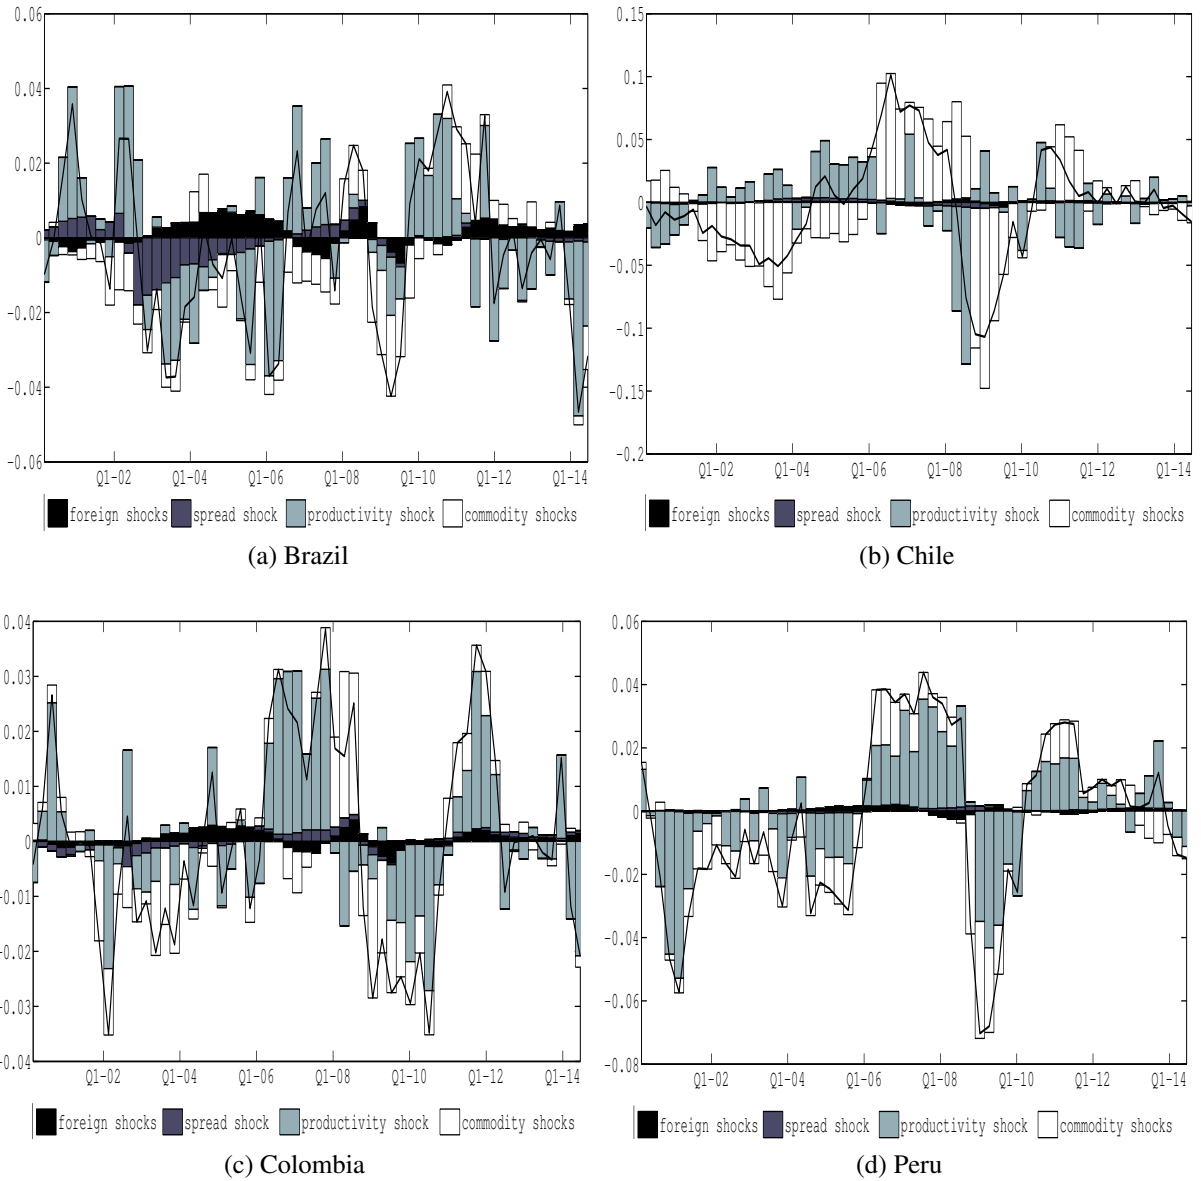 0.06
0.04
0.02
0
-0.02
-0.04
-0.06
Q1-02 Q1-04 Q1-06 Q1-08 Q1-10 Q1-12 Q1-14
foreign shocks spread shock productivity shock commodity shocks
(a) Brazil
0.15
0.1
0.05
0
-0.05
-0.1
-0.15
-0.2
Q1-02 Q1-04 Q1-06 Q1-08 Q1-10 Q1-12 Q1-14
foreign shocks spread shock productivity shock commodity shocks
(b) Chile
0.04
0.03
0.02
0.01
0
-0.01
-0.02
-0.03
-0.04
Q1-02 Q1-04 Q1-06 Q1-08 Q1-10 Q1-12 Q1-14
foreign shocks spread shock productivity shock commodity shocks
(c) Colombia
0.06
0.04
0.02
0
-0.02
-0.04
-0.06
-0.08
Q1-02 Q1-04 Q1-06 Q1-08 Q1-10 Q1-12 Q1-14
foreign shocks spread shock productivity shock commodity shocks
(d) Peru